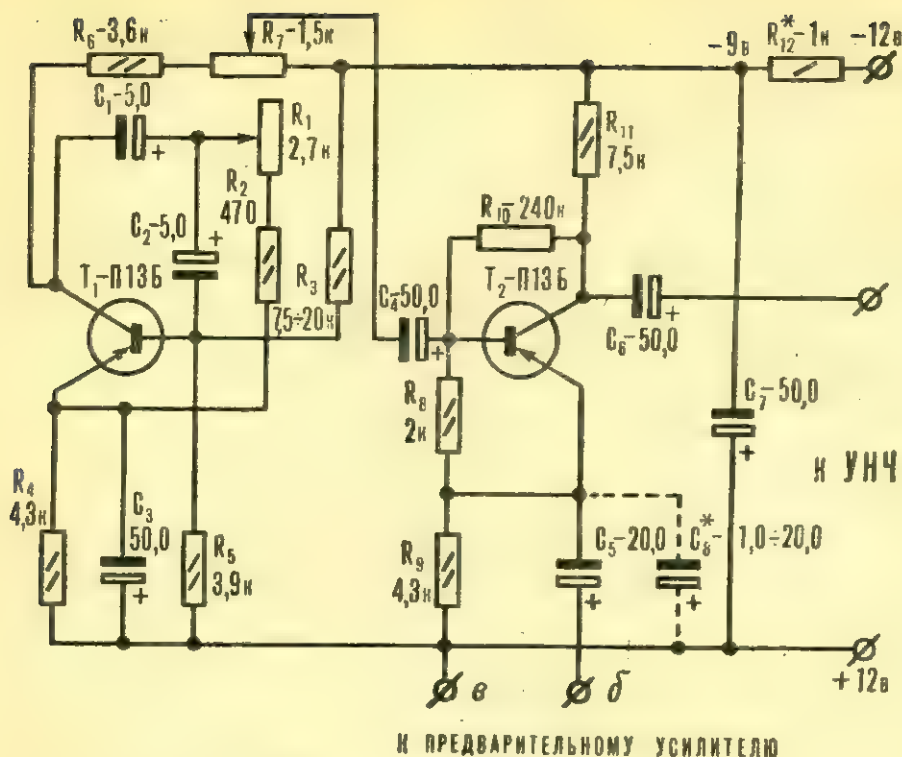 R6-3,6к
R7-1,5к
-9в
R12*-1к
-12в
C1-5,0
R1
2,7к
R11
7,5к
R2
470
R10-240к
C2-5,0
T1-П13Б
R3
7,5÷20к
C4-50,0
T2-П13Б
C6-50,0
R8
2к
C7-50,0
К УНЧ
R4
4,3к
C3
50,0
R5
3,9к
R9
4,3к
C5-20,0
C8*-1,0÷20,0
+12в
в
б
К ПРЕДВАРИТЕЛЬНОМУ УСИЛИТЕЛЮ